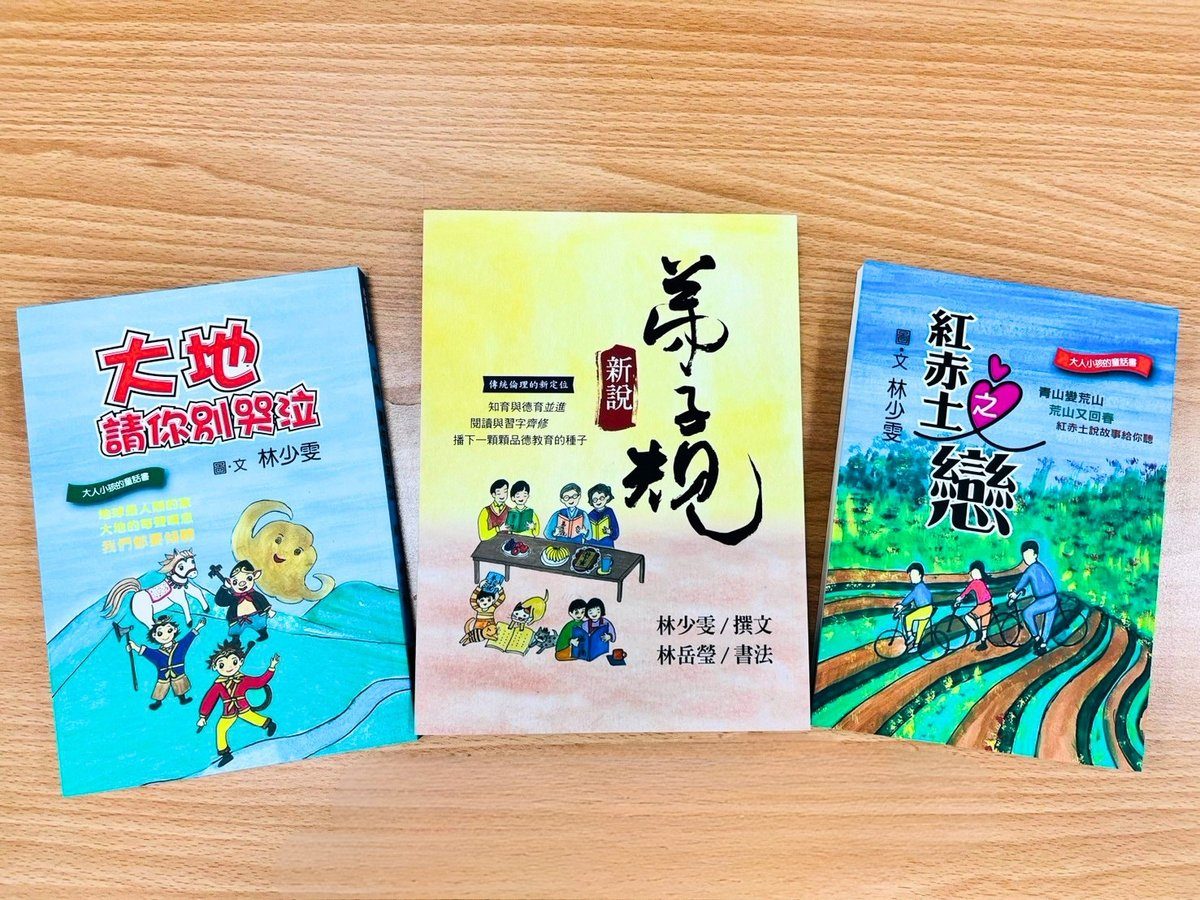 大地
請你別哭泣
圖・文 林少雯
大人小孩的童話書
地球是人類的家
大地的每聲嘆息
我們都要傾聽
弟子規
新說
傳統倫理的新定位
知育與德育並進
閱讀與習字齊修
播下一顆顆品德教育的種子
林少雯/撰文
林岳瑩/書法
紅赤土之戀
圖・文 林少雯
大人小孩的童話書
青山變荒山
荒山又回春
紅赤土說故事給你聽